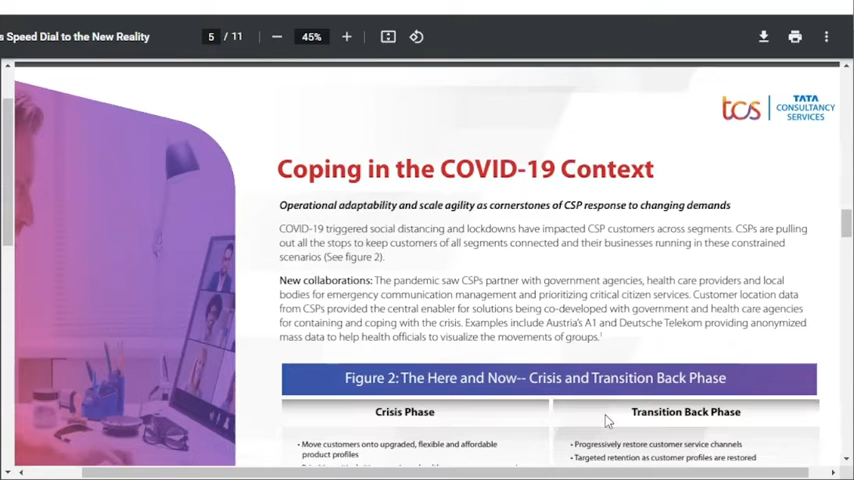 s Speed Dial to the New Reality
5 / 11
45%
tcs
TATA
CONSULTANCY
SERVICES
Coping in the COVID-19 Context
Operational adaptability and scale agility as cornerstones of CSP response to changing demands
COVID-19 triggered social distancing and lockdowns have impacted CSP customers across segments. CSPs are pulling
out all the stops to keep customers of all segments connected and their businesses running in these constrained
scenarios (See figure 2).
New collaborations: The pandemic saw CSPs partner with government agencies, health care providers and local
bodies for emergency communication management and prioritizing critical citizen services. Customer location data
from CSPs provided the central enabler for solutions being co-developed with government and health care agencies
for containing and coping with the crisis. Examples include Austria's A1 and Deutsche Telekom providing anonymized
mass data to help health officials to visualize the movements of groups.¹
Figure 2: The Here and Now-- Crisis and Transition Back Phase
Crisis Phase
Transition Back Phase
• Move customers onto upgraded, flexible and affordable
product profiles
• Progressively restore customer service channels
• Targeted retention as customer profiles are restored